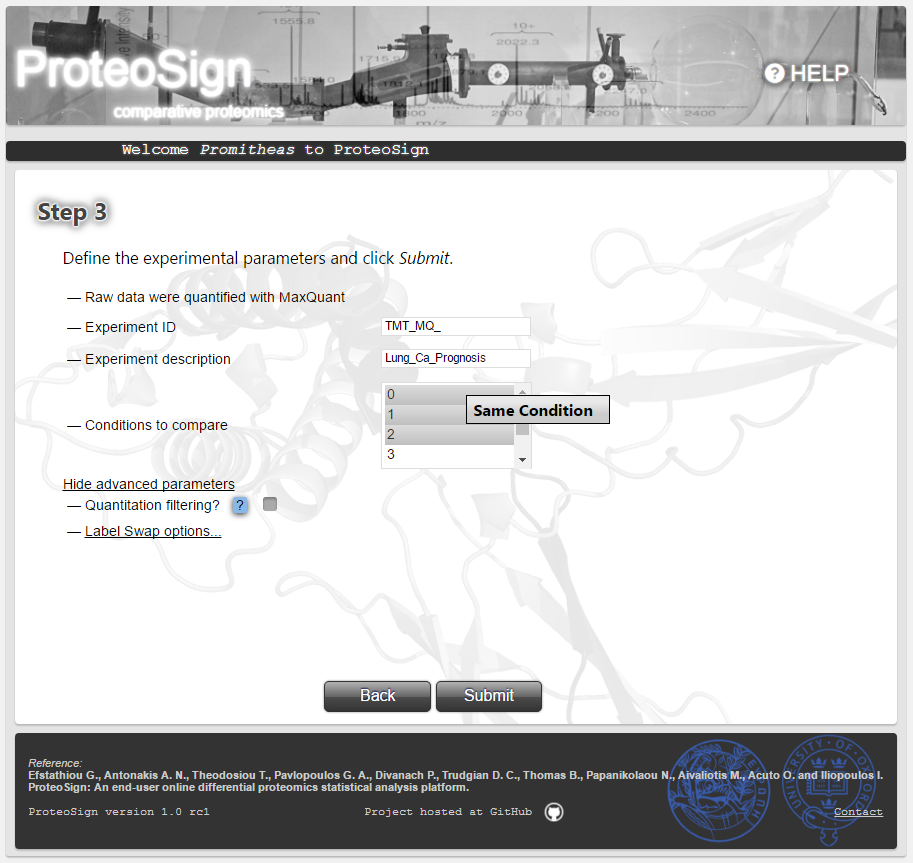 1555.8
10+
2022.3
1715.9
ProteoSign
HELP
comparative proteomics
1600
1800
2000
2200
2400
m/z
Welcome Promitheas to ProteoSign
Step 3
Define the experimental parameters and click Submit.
— Raw data were quantified with MaxQuant
— Experiment ID TMT_MQ_
— Experiment description Lung_Ca_Prognosis
0
1
Same Condition
— Conditions to compare
2
3
Hide advanced parameters
— Quantitation filtering? ?
— Label Swap options...
Back Submit
Reference:
Efstathiou G., Antonakis A. N., Theodosiou T., Pavlopoulos G. A., Divanach P., Trudgian D. C., Thomas B., Papanikolaou N., Aivaliotis M., Acuto O. and Iliopoulos I.
ProteoSign: An end-user online differential proteomics statistical analysis platform.
ProteoSign version 1.0 rc1 Project hosted at GitHub Contact